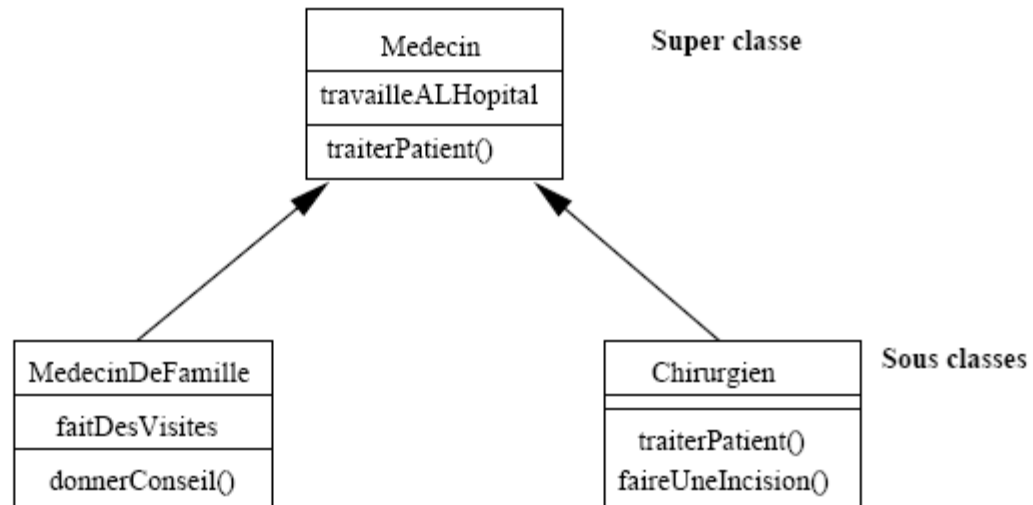 Medecin
Super classe
travailleALHopital
traiterPatient()
MedecinDeFamille
faitDesVisites
donnerConseil()
Chirurgien
traiterPatient()
faireUneIncision()
Sous classes